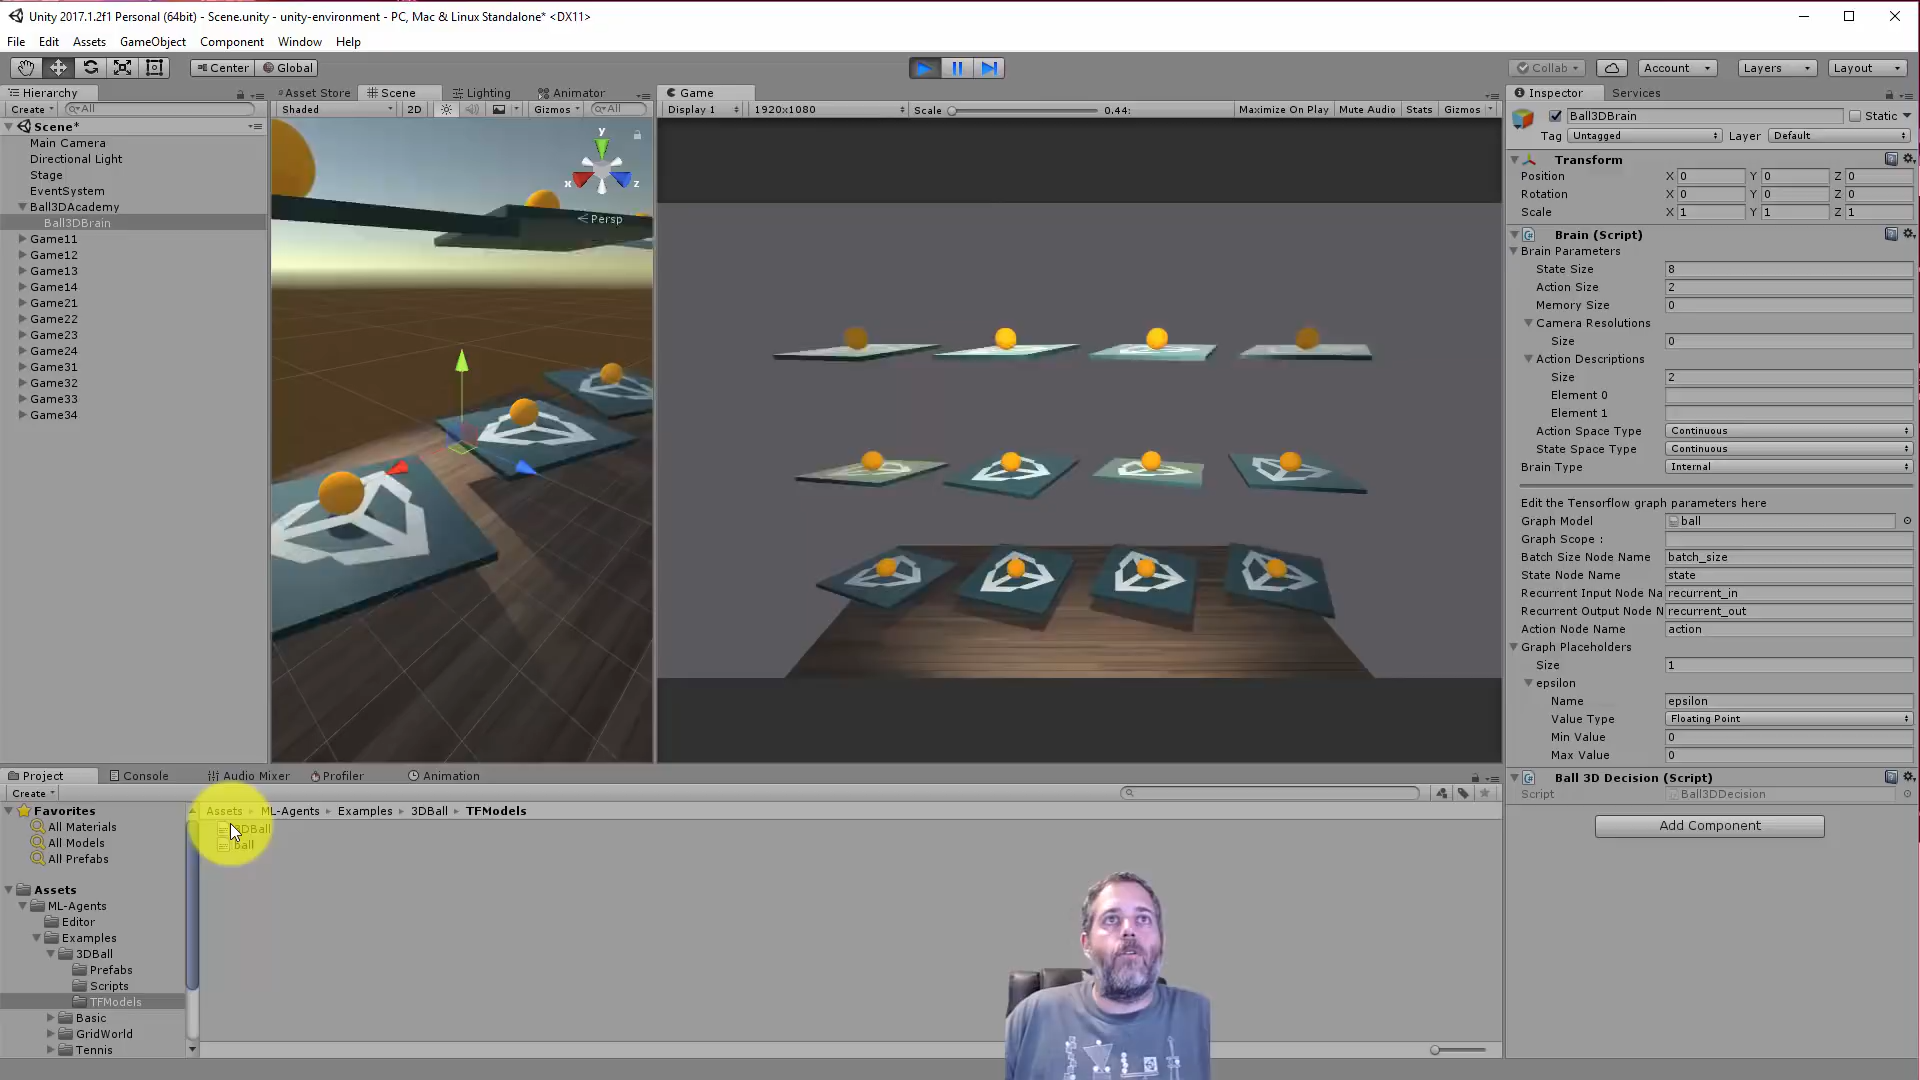 Unity 2017.1.2f1 Personal (64bit) - Scene.unity - unity-environment - PC, Mac & Linux Standalone* <DX11>
File Edit Assets GameObject Component Window Help
Center Global Collab Account Layers Layout
Hierarchy
Create All
Scene*
Main Camera
Directional Light
Stage
EventSystem
Ball3DAcademy
Ball3DBrain
Game11
Game12
Game13
Game14
Game21
Game22
Game23
Game24
Game31
Game32
Game33
Game34
Asset Store Scene Lighting Animator
Shaded 2D Gizmos All
y
x z
Persp
Game
Display 1 1920x1080 Scale 0.44: Maximize On Play Mute Audio Stats Gizmos
Inspector Services
Ball3DBrain Static
Tag Untagged Layer Default
Transform
Position X 0 Y 0 Z 0
Rotation X 0 Y 0 Z 0
Scale X 1 Y 1 Z 1
Brain (Script)
Brain Parameters
State Size 8
Action Size 2
Memory Size 0
Camera Resolutions
Size 0
Action Descriptions
Size 2
Element 0
Element 1
Action Space Type Continuous
State Space Type Continuous
Brain Type Internal
Edit the Tensorflow graph parameters here
Graph Model ball
Graph Scope :
Batch Size Node Name batch_size
State Node Name state
Recurrent Input Node Na recurrent_in
Recurrent Output Node N recurrent_out
Action Node Name action
Graph Placeholders
Size 1
epsilon
Name epsilon
Value Type Floating Point
Min Value 0
Max Value 0
Ball 3D Decision (Script)
Script Ball3DDecision
Add Component
Project Console Audio Mixer Profiler Animation
Create
Favorites
All Materials
All Models
All Prefabs
Assets
ML-Agents
Editor
Examples
3DBall
Prefabs
Scripts
TFModels
Basic
GridWorld
Tennis
Assets ML-Agents Examples 3DBall TFModels
3DBall
ball